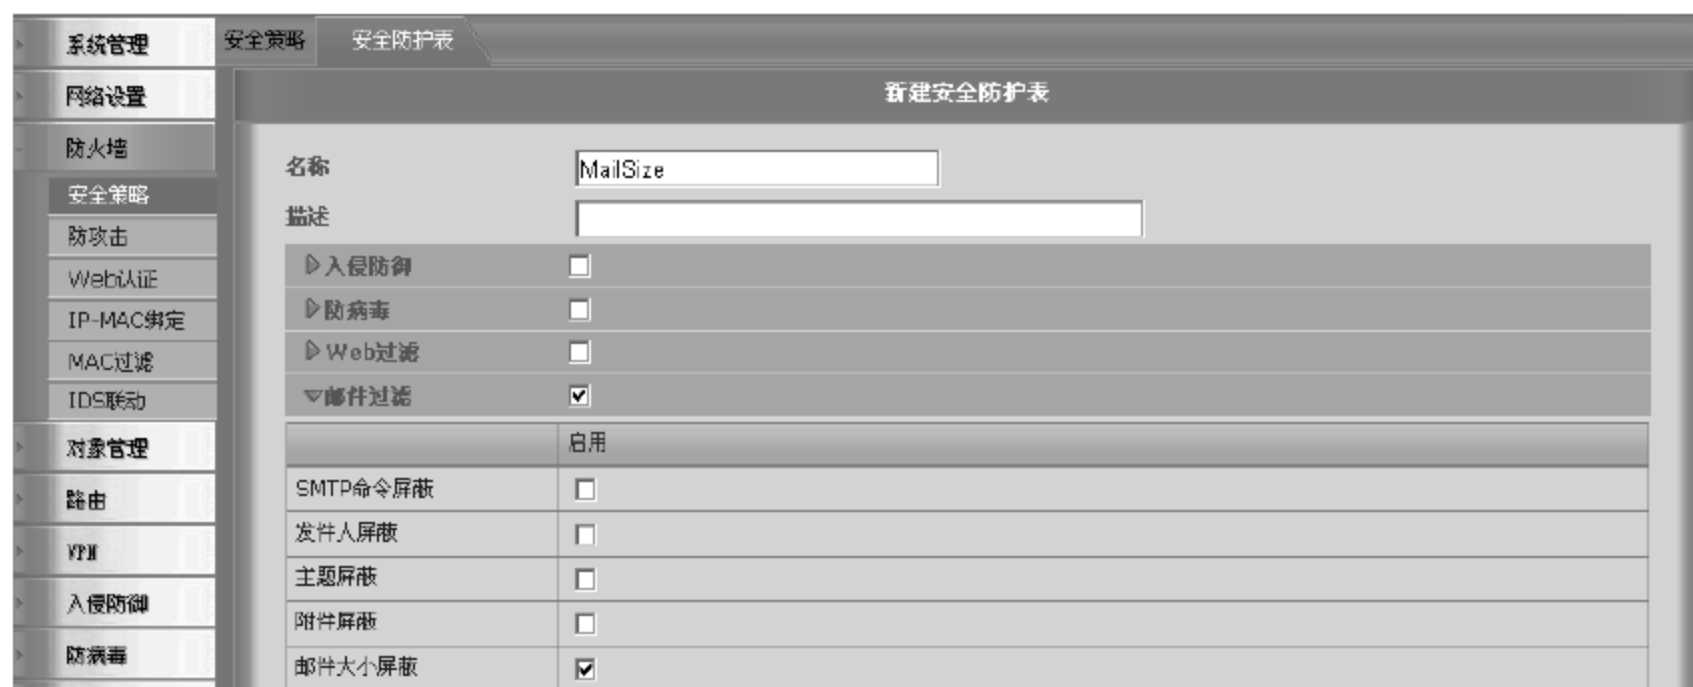 系统管理
安全策略
安全防护表
网络设置
新建安全防护表
防火墙
名称
MailSize
安全策略
描述
防攻击
入侵防御
Web认证
防病毒
IP-MAC绑定
Web过滤
MAC过滤
邮件过滤
IDS联动
启用
对象管理
SMTP命令屏蔽
路由
发件人屏蔽
VPN
主题屏蔽
入侵防御
附件屏蔽
防病毒
邮件大小屏蔽